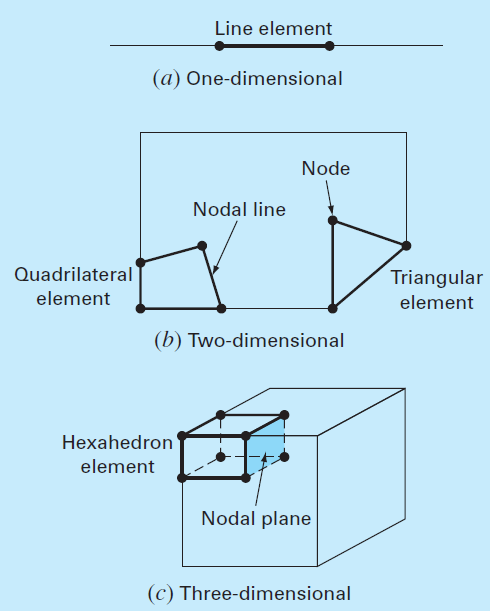 Line element
(a) One-dimensional
Node
Nodal line
Quadrilateral
element
Triangular
element
(b) Two-dimensional
Hexahedron
element
Nodal plane
(c) Three-dimensional